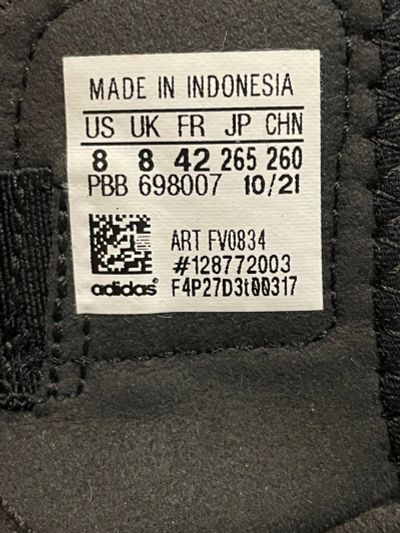 MADE IN INDONESIA
US UK FR JP CHN
8 8 42 265 260
PBB 698007 10/21
ART FV0834
#128772003
adidas® F4P27D3t00317